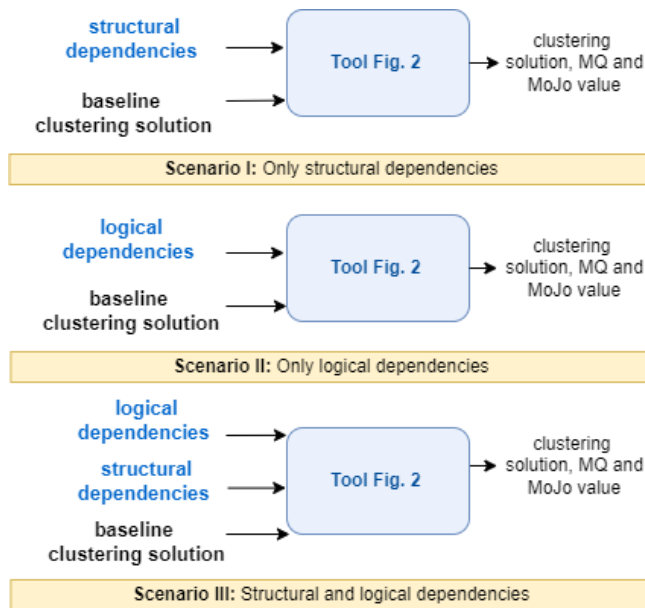 structural
dependencies
baseline
clustering solution
Tool Fig. 2
clustering
solution, MQ and
MoJo value
Scenario I: Only structural dependencies
logical
dependencies
baseline
clustering solution
Tool Fig. 2
clustering
solution, MQ and
MoJo value
Scenario II: Only logical dependencies
logical
dependencies
structural
dependencies
baseline
clustering solution
Tool Fig. 2
clustering
solution, MQ and
MoJo value
Scenario III: Structural and logical dependencies